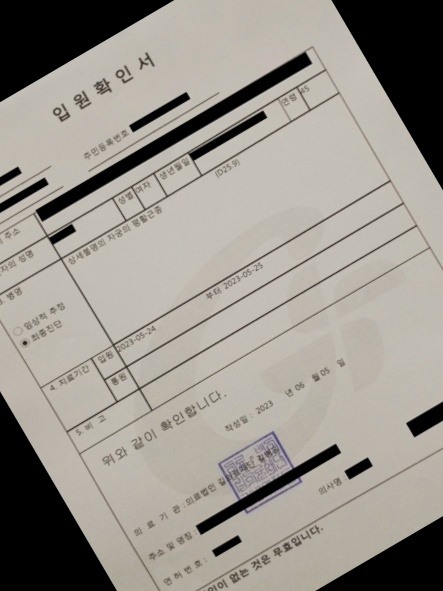 입원확인서
주민등록번호
주소
의 성명
성별 여자 생년월일 연령 45
병명
상세불명의 자궁의 평활근종 (D25.9)
임상적 추정
최종진단
4. 치료기간
입원 2023-05-24 부터 2023-05-25
통원
5. 비 고
위와 같이 확인합니다.
작성일 : 2023 년 06 월 05 일
의 료 기 관 : 의료법인
주소 및 명칭 :
의사명
면 허 번 호 :
인이 없는 것은 무효입니다.